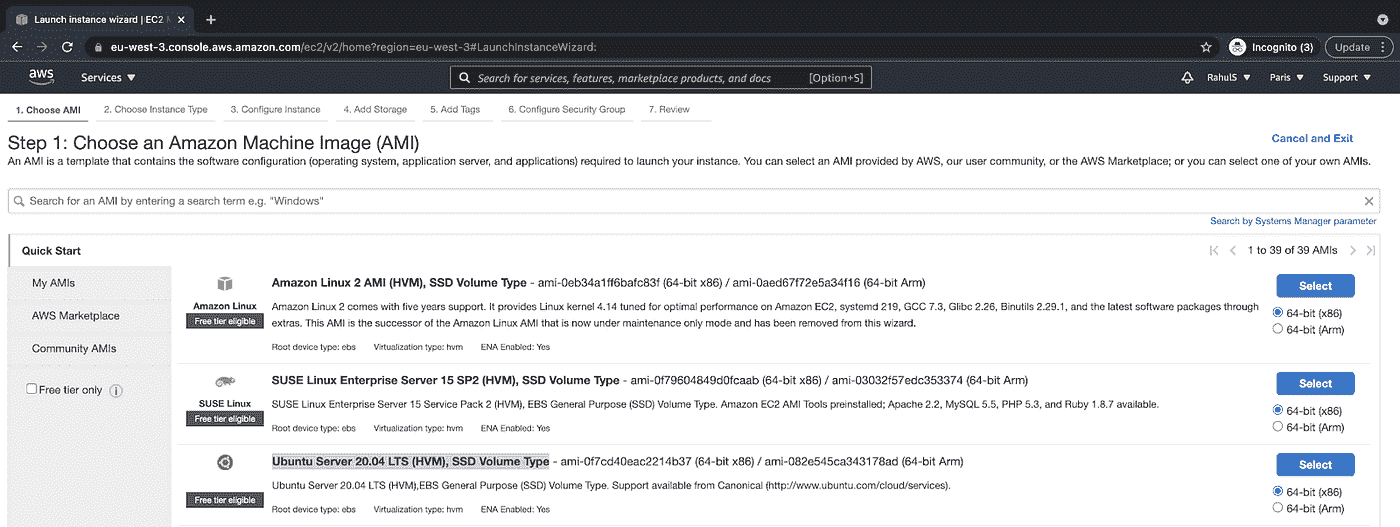 Launch instance wizard | EC2 M
eu-west-3.console.aws.amazon.com/ec2/v2/home?region=eu-west-3#LaunchInstanceWizard:
Incognito (3)
Update
aws
Services
Search for services, features, marketplace products, and docs
[Option+S]
RahulS
Paris
Support
1. Choose AMI
2. Choose Instance Type
3. Configure Instance
4. Add Storage
5. Add Tags
6. Configure Security Group
7. Review
Step 1: Choose an Amazon Machine Image (AMI)
Cancel and Exit
An AMI is a template that contains the software configuration (operating system, application server, and applications) required to launch your instance. You can select an AMI provided by AWS, our user community, or the AWS Marketplace; or you can select one of your own AMIs.
Search for an AMI by entering a search term e.g. "Windows"
Search by Systems Manager parameter
Quick Start
1 to 39 of 39 AMIs
My AMIs
AWS Marketplace
Community AMIs
Free tier only
Amazon Linux
Free tier eligible
Amazon Linux 2 AMI (HVM), SSD Volume Type - ami-0eb34a1ff6bafc83f (64-bit x86) / ami-0aed67f72e5a34f16 (64-bit Arm)
Amazon Linux 2 comes with five years support. It provides Linux kernel 4.14 tuned for optimal performance on Amazon EC2, systemd 219, GCC 7.3, Glibc 2.26, Binutils 2.29.1, and the latest software packages through
extras. This AMI is the successor of the Amazon Linux AMI that is now under maintenance only mode and has been removed from this wizard.
Root device type: ebs
Virtualization type: hvm
ENA Enabled: Yes
Select
64-bit (x86)
64-bit (Arm)
SUSE Linux
Free tier eligible
SUSE Linux Enterprise Server 15 SP2 (HVM), SSD Volume Type - ami-0f79604849d0fcaab (64-bit x86) / ami-03032f57edc353374 (64-bit Arm)
SUSE Linux Enterprise Server 15 Service Pack 2 (HVM), EBS General Purpose (SSD) Volume Type. Amazon EC2 AMI Tools preinstalled; Apache 2.2, MySQL 5.5, PHP 5.3, and Ruby 1.8.7 available.
Root device type: ebs
Virtualization type: hvm
ENA Enabled: Yes
Select
64-bit (x86)
64-bit (Arm)
Free tier eligible
Ubuntu Server 20.04 LTS (HVM), SSD Volume Type - ami-0f7cd40eac2214b37 (64-bit x86) / ami-082e545ca343178ad (64-bit Arm)
Ubuntu Server 20.04 LTS (HVM),EBS General Purpose (SSD) Volume Type. Support available from Canonical (http://www.ubuntu.com/cloud/services).
Root device type: ebs
Virtualization type: hvm
ENA Enabled: Yes
Select
64-bit (x86)
64-bit (Arm)